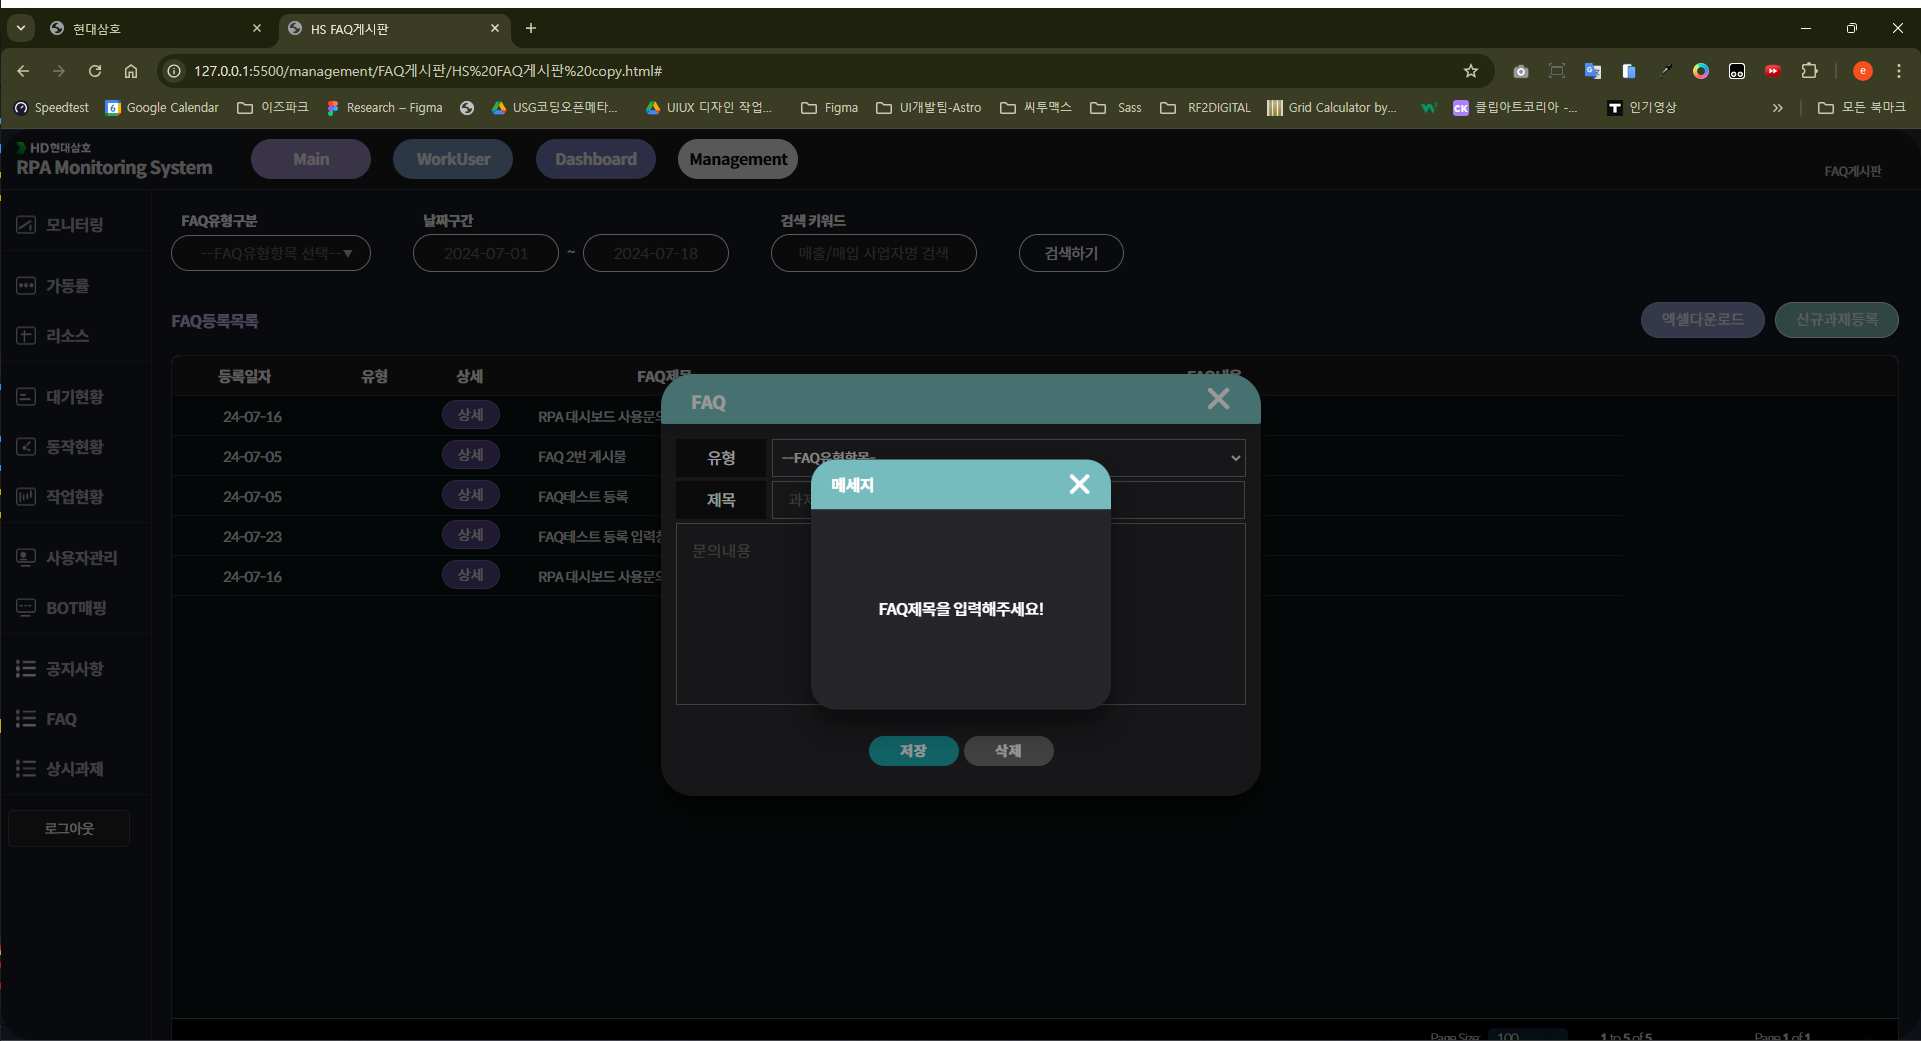 현대삼호
HS FAQ게시판
127.0.0.1:5500/management/FAQ게시판/HS%20FAQ게시판%20copy.html#
e
Speedtest
6 Google Calendar
이즈파크
Research – Figma
USG코딩오픈메타...
UIUX 디자인 작업...
Figma
UI개발팀-Astro
씨투맥스
Sass
RF2DIGITAL
Grid Calculator by...
CK 클립아트코리아 -...
T 인기영상
모든 북마크
HD현대삼호
RPA Monitoring System
Main
WorkUser
Dashboard
Management
FAQ게시판
모니터링
가동률
리소스
대기현황
동작현황
작업현황
사용자관리
BOT매핑
공지사항
FAQ
상시과제
로그아웃
FAQ유형구분
날짜구간
검색 키워드
--FAQ유형항목 선택--▼
2024-07-01 ~ 2024-07-18
매출/매입 사업자명 검색
검색하기
FAQ등록목록
엑셀다운로드
신규과제등록
등록일자 유형 상세 FAQ제목 FAQ내용
24-07-16 상세 RPA 대시보드 사용문의
24-07-05 상세 FAQ 2번 게시물
24-07-05 상세 FAQ테스트 등록
24-07-23 상세 FAQ테스트 등록 입력
24-07-16 상세 RPA 대시보드 사용문의
FAQ
유형 --FAQ유형항목-
제목 과제
문의내용
저장 삭제
메세지
FAQ제목을 입력해주세요!
Page Size: 100 1 to 5 of 5 Page 1 of 1